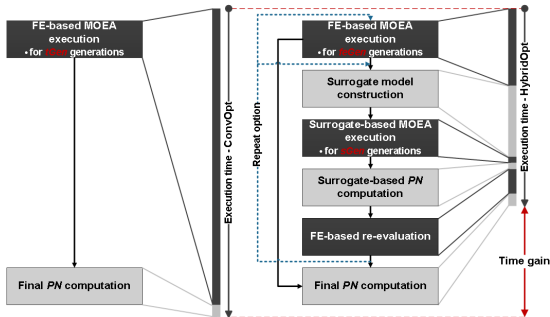 FE-based MOEA
execution
• for generations
Final PN computation
Execution time - ConvOpt
Repeat option
FE-based MOEA
execution
• for generations
Surrogate model
construction
Surrogate-based MOEA
execution
• for generations
Surrogate-based PN
computation
FE-based re-evaluation
Final PN computation
Execution time - HybridOpt
Time gain